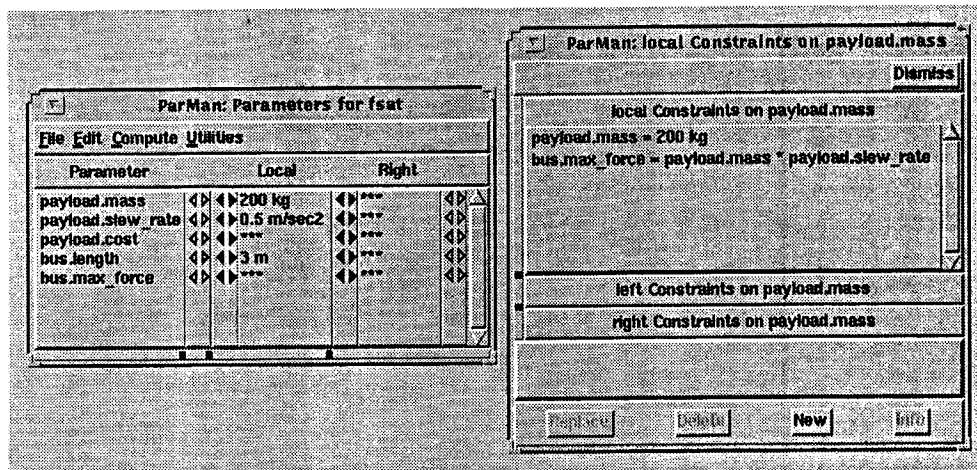 ParMan: Parameters for fsat
File Edit Compute Utilities
Parameter Local Right
payload.mass 200 kg ***
payload.slew_rate 0.5 m/sec2 ***
payload.cost *** ***
bus.length 3 m ***
bus.max_force *** ***
ParMan: local Constraints on payload.mass
Dismiss
local Constraints on payload.mass
payload.mass = 200 kg
bus.max_force = payload.mass * payload.slew_rate
left Constraints on payload.mass
right Constraints on payload.mass
Replace Delete New Info